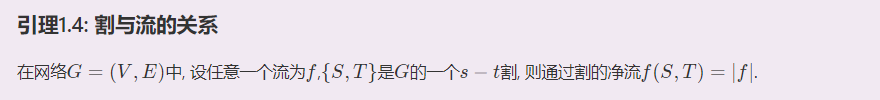 引理1.4: 割与流的关系
在网络G = (V, E)中, 设任意一个流为f,{S, T}是G的一个s − t割, 则通过割的净流f(S, T) = |f|.